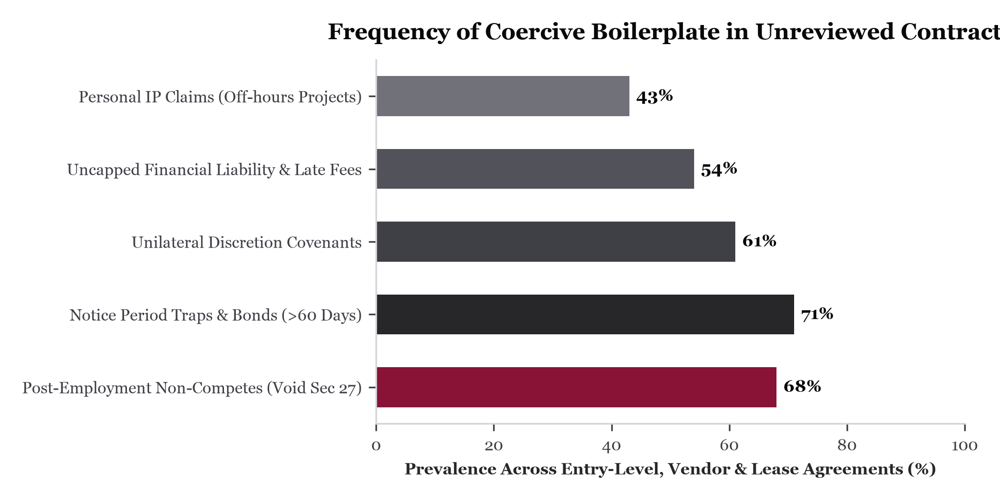 Frequency of Coercive Boilerplate in Unreviewed Contract
Personal IP Claims (Off-hours Projects)
43%
Uncapped Financial Liability & Late Fees
54%
Unilateral Discretion Covenants
61%
Notice Period Traps & Bonds (>60 Days)
71%
Post-Employment Non-Competes (Void Sec 27)
68%
0 20 40 60 80 100
Prevalence Across Entry-Level, Vendor & Lease Agreements (%)